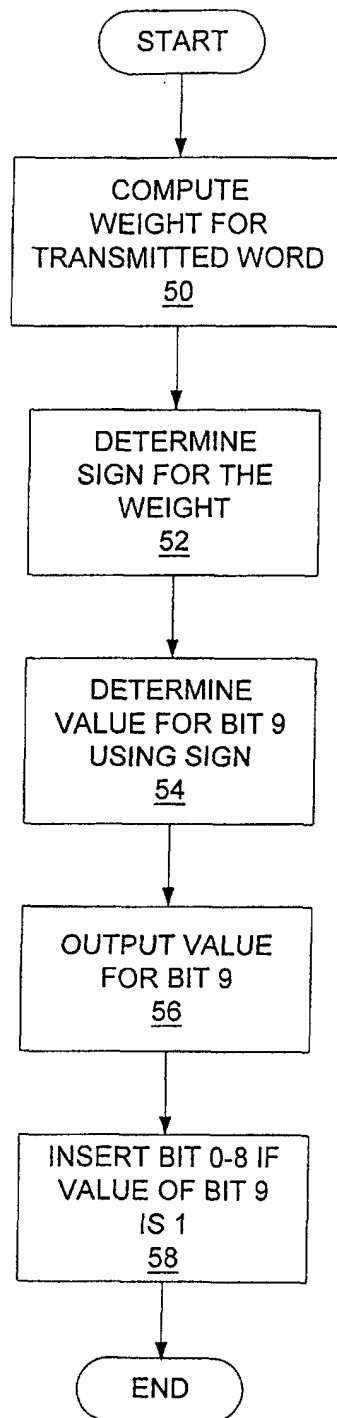 START
COMPUTE
WEIGHT FOR
TRANSMITTED WORD
50
DETERMINE
SIGN FOR THE
WEIGHT
52
DETERMINE
VALUE FOR BIT 9
USING SIGN
54
OUTPUT VALUE
FOR BIT 9
56
INSERT BIT 0-8 IF
VALUE OF BIT 9
IS 1
58
END